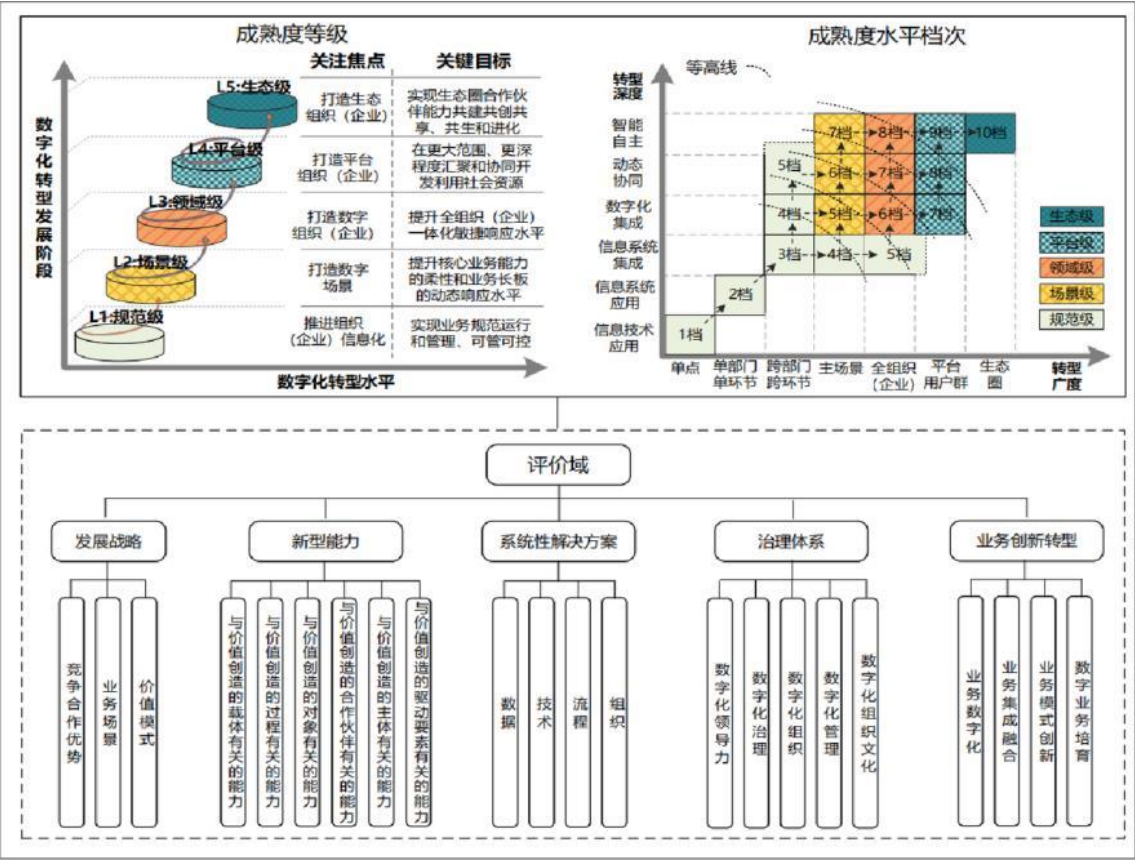 成熟度等级
关注焦点
关键目标
数字化转型发展阶段
L5:生态级
打造生态
组织（企业）
实现生态圈合作伙
伴能力共建共创共
享、共生和进化
L4:平台级
打造平台
组织（企业）
在更大范围、更深
程度汇聚和协同开
发利用社会资源
L3:领域级
打造数字
组织（企业）
提升全组织（企业）
一体化敏捷响应水平
L2:场景级
打造数字
场景
提升核心业务能力
的柔性和业务长板
的动态响应水平
L1:规范级
推进组织
（企业）信息化
实现业务规范运行
和管理、可管可控
数字化转型水平
成熟度水平档次
等高线
转型
深度
智能
自主
7档
8档
9档
10档
动态
协同
5档
6档
7档
8档
数字化
集成
4档
5档
6档
7档
信息系统
集成
3档
4档
5档
信息系统
应用
2档
信息技术
应用
1档
单点
单部门
单环节
跨部门
跨环节
主场景
全组织
（企业）
平台
用户群
生态
圈
转型
广度
生态级
平台级
领域级
场景级
规范级
评价域
发展战略
新型能力
系统性解决方案
治理体系
业务创新转型
竞争合作优势
业务场景
价值模式
与价值创造的载体有关的能力
与价值创造的过程有关的能力
与价值创造的对象有关的能力
与价值创造的合作伙伴有关的能力
与价值创造的主体有关的能力
与价值创造的驱动要素有关的能力
数据
技术
流程
组织
数字化领导力
数字化治理
数字化组织
数字化管理
数字化组织文化
业务数字化
业务集成融合
业务模式创新
数字业务培育